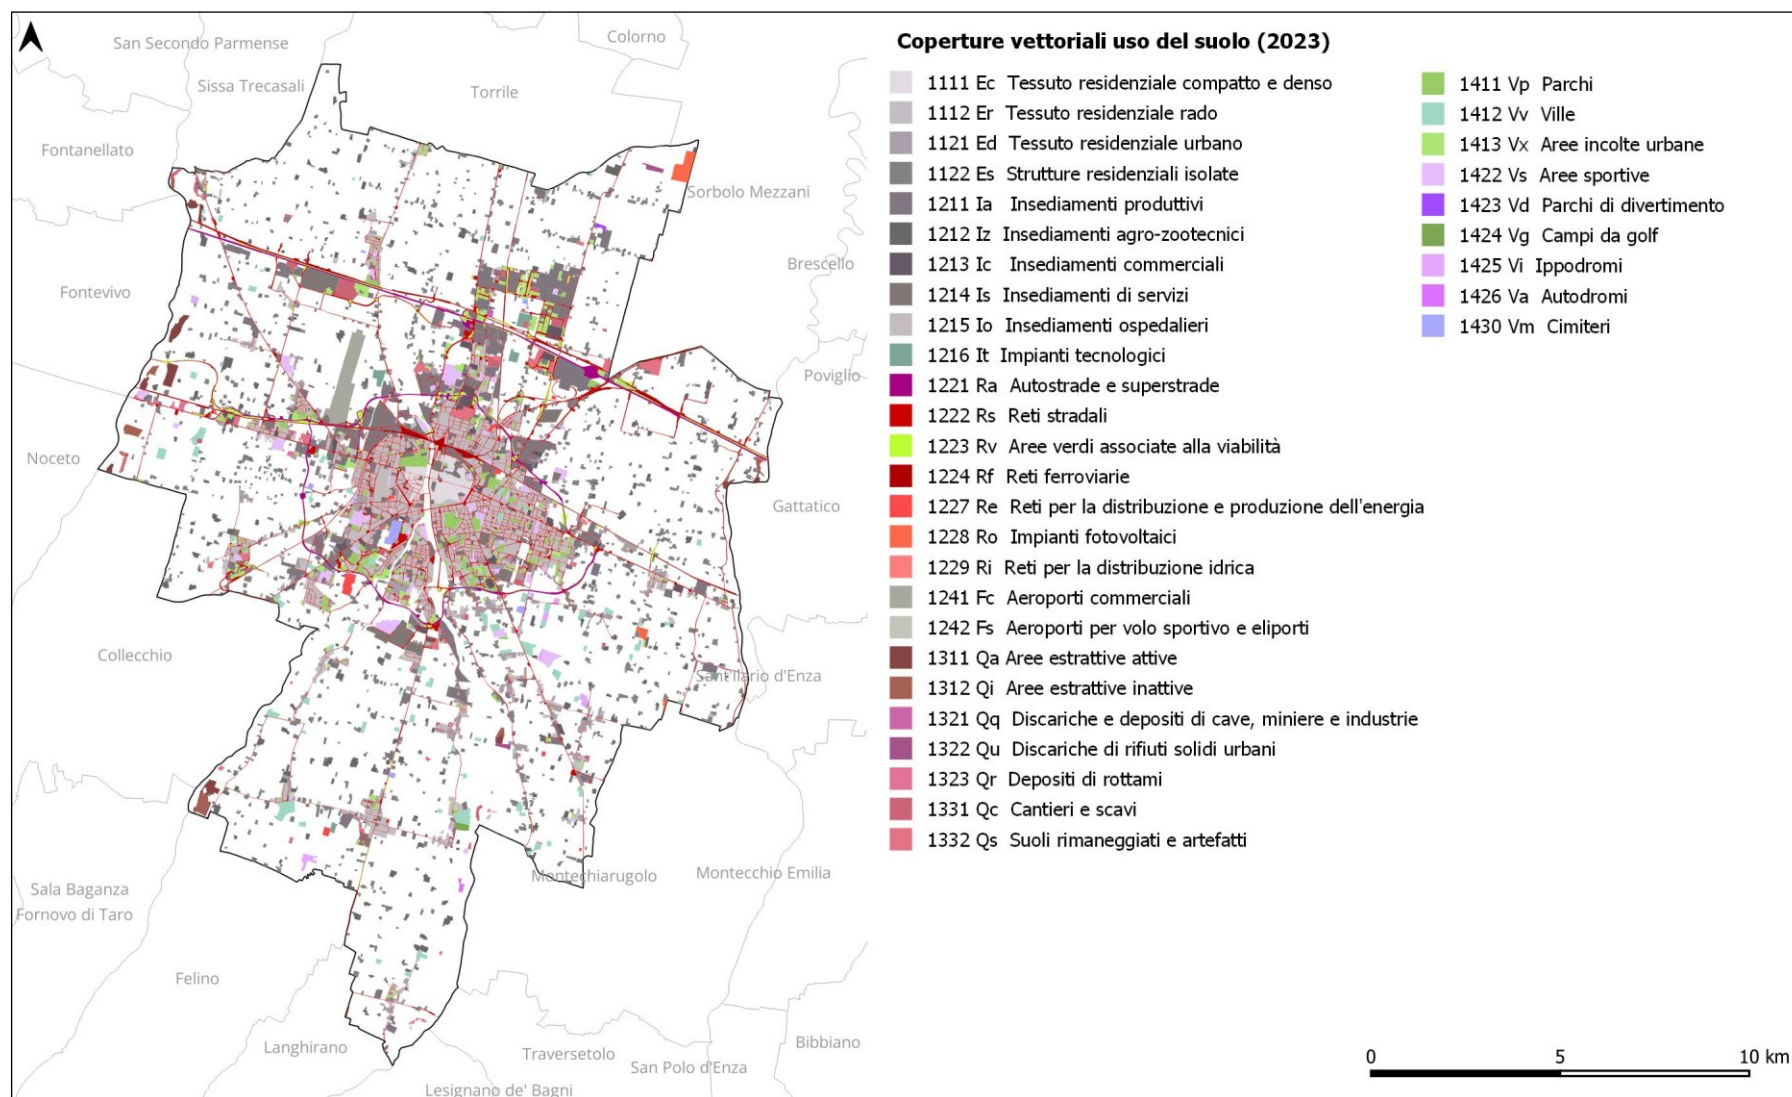 San Secondo Parmense
Colorno
Sissa Trecasali
Torrile
Fontanellato
Sorbolo Mezzani
Brescello
Fontevivo
Poviglio
Noceto
Gattatico
Collecchio
Sant'Ilario d'Enza
Montechiarugolo
Montecchio Emilia
Sala Baganza
Fornovo di Taro
Felino
Langhirano
Traversetolo
San Polo d'Enza
Bibbiano
Lesignano de' Bagni
Coperture vettoriali uso del suolo (2023)
1111 Ec Tessuto residenziale compatto e denso
1112 Er Tessuto residenziale rado
1121 Ed Tessuto residenziale urbano
1122 Es Strutture residenziali isolate
1211 Ia Insediamenti produttivi
1212 Iz Insediamenti agro-zootecnici
1213 Ic Insediamenti commerciali
1214 Is Insediamenti di servizi
1215 Io Insediamenti ospedalieri
1216 It Impianti tecnologici
1221 Ra Autostrade e superstrade
1222 Rs Reti stradali
1223 Rv Aree verdi associate alla viabilità
1224 Rf Reti ferroviarie
1227 Re Reti per la distribuzione e produzione dell'energia
1228 Ro Impianti fotovoltaici
1229 Ri Reti per la distribuzione idrica
1241 Fc Aeroporti commerciali
1242 Fs Aeroporti per volo sportivo e eliporti
1311 Qa Aree estrattive attive
1312 Qi Aree estrattive inattive
1321 Qq Discariche e depositi di cave, miniere e industrie
1322 Qu Discariche di rifiuti solidi urbani
1323 Qr Depositi di rottami
1331 Qc Cantieri e scavi
1332 Qs Suoli rimaneggiati e artefatti
1411 Vp Parchi
1412 Vv Ville
1413 Vx Aree incolte urbane
1422 Vs Aree sportive
1423 Vd Parchi di divertimento
1424 Vg Campi da golf
1425 Vi Ippodromi
1426 Va Autodromi
1430 Vm Cimiteri
0 5 10 km